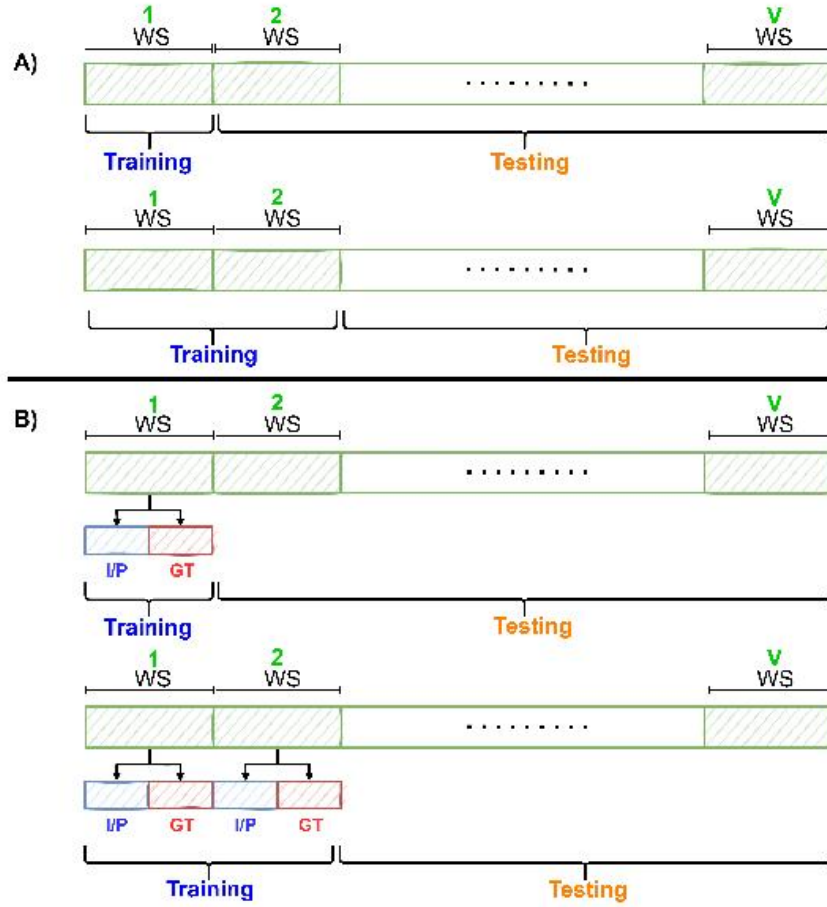 1 2 V
WS WS WS
A)
.........
Training Testing
1 2 V
WS WS WS
.........
Training Testing
B)
1 2 V
WS WS WS
.........
I/P GT
Training Testing
1 2 V
WS WS WS
.........
I/P GT I/P GT
Training Testing